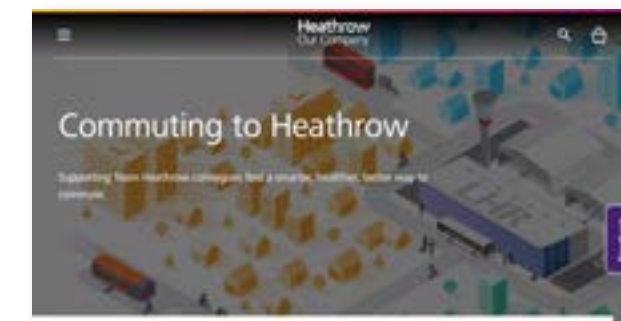 Heathrow
Our Company
Commuting to Heathrow
Supporting Team Heathrow colleagues find a smarter, healthier, better way to
commute.
LHR